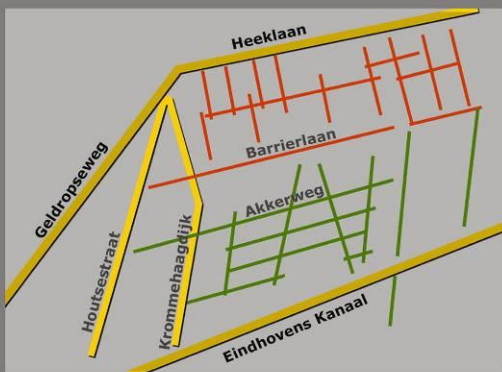 Heeklaan
Geldropseweg
Barrierlaan
Akkerweg
Houtsestraat
Krommehaagdijk
Eindhovens Kanaal